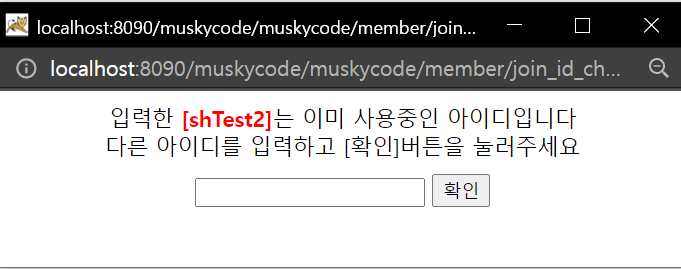 localhost:8090/muskycode/muskycode/member/join...
localhost:8090/muskycode/muskycode/member/join_id_ch...
입력한 [shTest2]는 이미 사용중인 아이디입니다
다른 아이디를 입력하고 [확인]버튼을 눌러주세요
확인